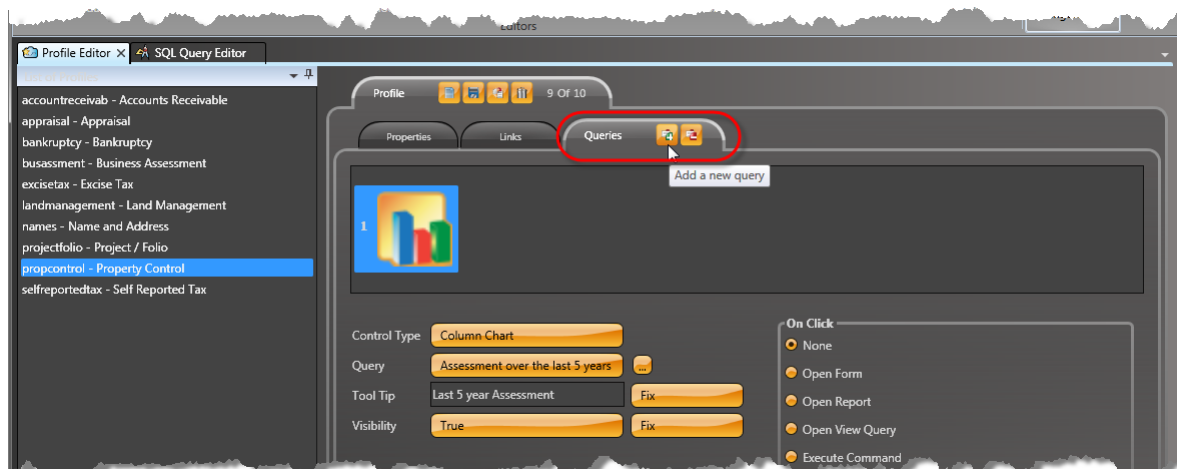 Editors
Profile Editor
SQL Query Editor
accountreceivab - Accounts Receivable
appraisal - Appraisal
bankruptcy - Bankruptcy
busassment - Business Assessment
excisetax - Excise Tax
landmanagement - Land Management
names - Name and Address
projectfolio - Project / Folio
propcontrol - Property Control
selfreportedtax - Self Reported Tax
Profile
9 Of 10
Properties
Links
Queries
Add a new query
1
Control Type Column Chart
Query Assessment over the last 5 years ...
Tool Tip Last 5 year Assessment Fix
Visibility True Fix
On Click
None
Open Form
Open Report
Open View Query
Execute Command